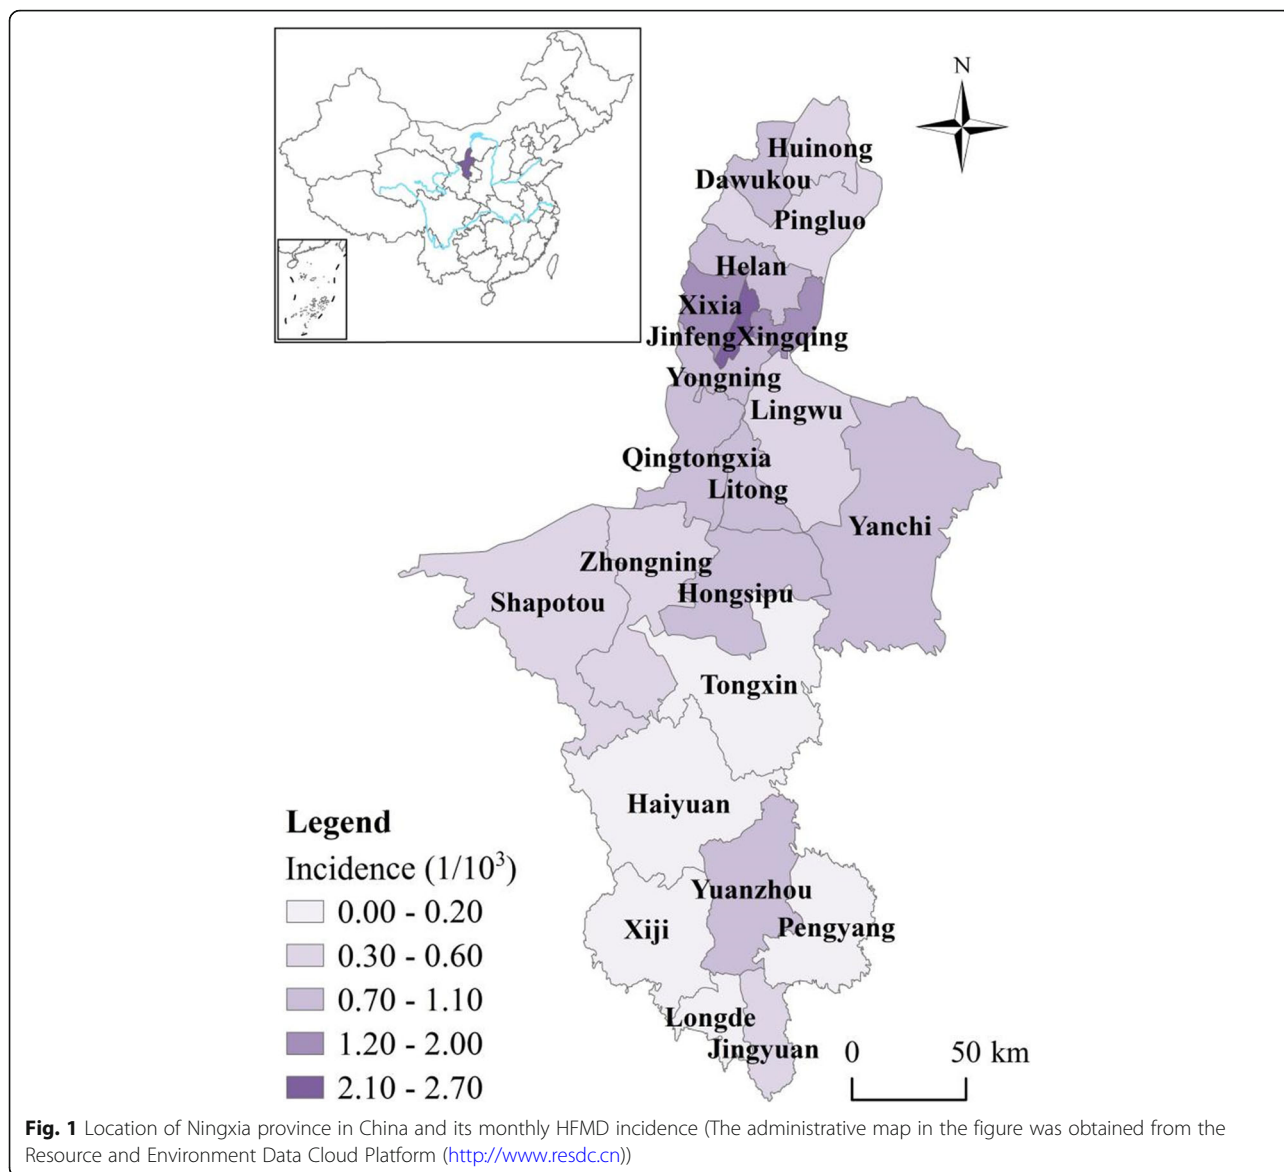 N
Huinong
Dawukou
Pingluo
Helan
Xixia
JinfengXingqing
Yongning
Lingwu
Qingtongxia
Litong
Yanchi
Zhongning
Hongsipu
Shapotou
Tongxin
Haiyuan
Yuanzhou
Xiji
Pengyang
Longde
Jingyuan
Legend
Incidence (1/10³)
0.00 - 0.20
0.30 - 0.60
0.70 - 1.10
1.20 - 2.00
2.10 - 2.70
0 50 km
Fig. 1 Location of Ningxia province in China and its monthly HFMD incidence (The administrative map in the figure was obtained from the
Resource and Environment Data Cloud Platform (http://www.resdc.cn))